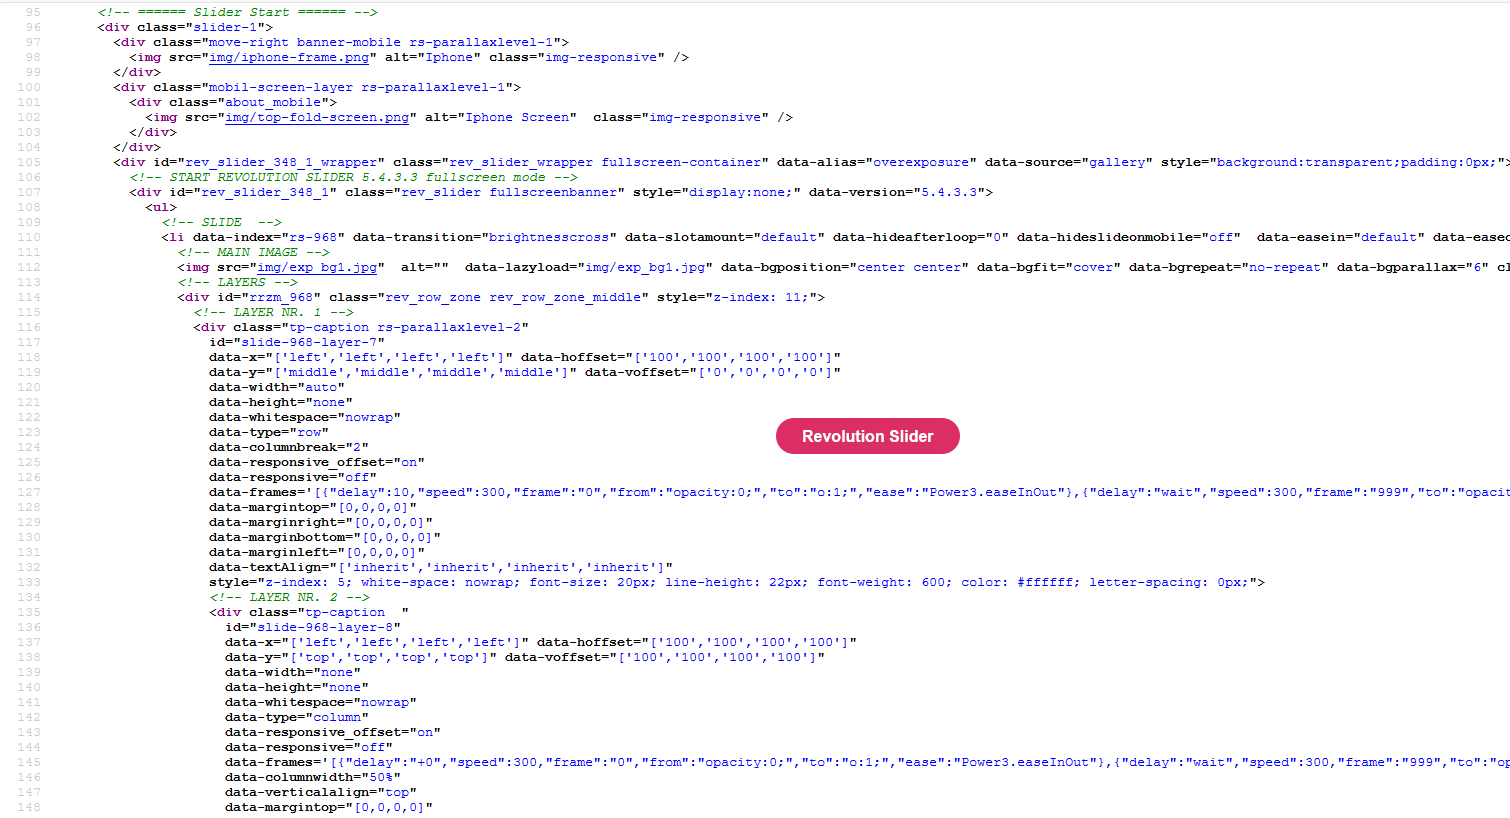 95 <!-- ====== Slider Start ====== -->
96 <div class="slider-1">
97 <div class="move-right banner-mobile rs-parallaxlevel-1">
98 <img src="img/iphone-frame.png" alt="Iphone" class="img-responsive" />
99 </div>
100 <div class="mobil-screen-layer rs-parallaxlevel-1">
101 <div class="about_mobile">
102 <img src="img/top-fold-screen.png" alt="Iphone Screen"  class="img-responsive" />
103 </div>
104 </div>
105 <div id="rev_slider_348_1_wrapper" class="rev_slider_wrapper fullscreen-container" data-alias="overexposure" data-source="gallery" style="background:transparent;padding:0px;">
106 <!-- START REVOLUTION SLIDER 5.4.3.3 fullscreen mode -->
107 <div id="rev_slider_348_1" class="rev_slider fullscreenbanner" style="display:none;" data-version="5.4.3.3">
108 <ul>
109 <!-- SLIDE  -->
110 <li data-index="rs-968" data-transition="brightnesscross" data-slotamount="default" data-hideafterloop="0" data-hideslideonmobile="off"  data-easein="default" data-easeo
111 <!-- MAIN IMAGE -->
112 <img src="img/exp_bg1.jpg"  alt=""  data-lazyload="img/exp_bg1.jpg" data-bgposition="center center" data-bgfit="cover" data-bgrepeat="no-repeat" data-bgparallax="6" cl
113 <!-- LAYERS -->
114 <div id="rrzm_968" class="rev_row_zone rev_row_zone_middle" style="z-index: 11;">
115 <!-- LAYER NR. 1 -->
116 <div class="tp-caption rs-parallaxlevel-2"
117 id="slide-968-layer-7"
118 data-x="['left','left','left','left']" data-hoffset="['100','100','100','100']"
119 data-y="['middle','middle','middle','middle']" data-voffset="['0','0','0','0']"
120 data-width="auto"
121 data-height="none"
122 data-whitespace="nowrap"
123 data-type="row"
124 data-columnbreak="2"
Revolution Slider
125 data-responsive_offset="on"
126 data-responsive="off"
127 data-frames='[{"delay":10,"speed":300,"frame":"0","from":"opacity:0;","to":"o:1;","ease":"Power3.easeInOut"},{"delay":"wait","speed":300,"frame":"999","to":"opacit
128 data-margintop="[0,0,0,0]"
129 data-marginright="[0,0,0,0]"
130 data-marginbottom="[0,0,0,0]"
131 data-marginleft="[0,0,0,0]"
132 data-textAlign="['inherit','inherit','inherit','inherit']"
133 style="z-index: 5; white-space: nowrap; font-size: 20px; line-height: 22px; font-weight: 600; color: #ffffff; letter-spacing: 0px;">
134 <!-- LAYER NR. 2 -->
135 <div class="tp-caption  "
136 id="slide-968-layer-8"
137 data-x="['left','left','left','left']" data-hoffset="['100','100','100','100']"
138 data-y="['top','top','top','top']" data-voffset="['100','100','100','100']"
139 data-width="none"
140 data-height="none"
141 data-whitespace="nowrap"
142 data-type="column"
143 data-responsive_offset="on"
144 data-responsive="off"
145 data-frames='[{"delay":"+0","speed":300,"frame":"0","from":"opacity:0;","to":"o:1;","ease":"Power3.easeInOut"},{"delay":"wait","speed":300,"frame":"999","to":"op
146 data-columnwidth="50%"
147 data-verticalalign="top"
148 data-margintop="[0,0,0,0]"